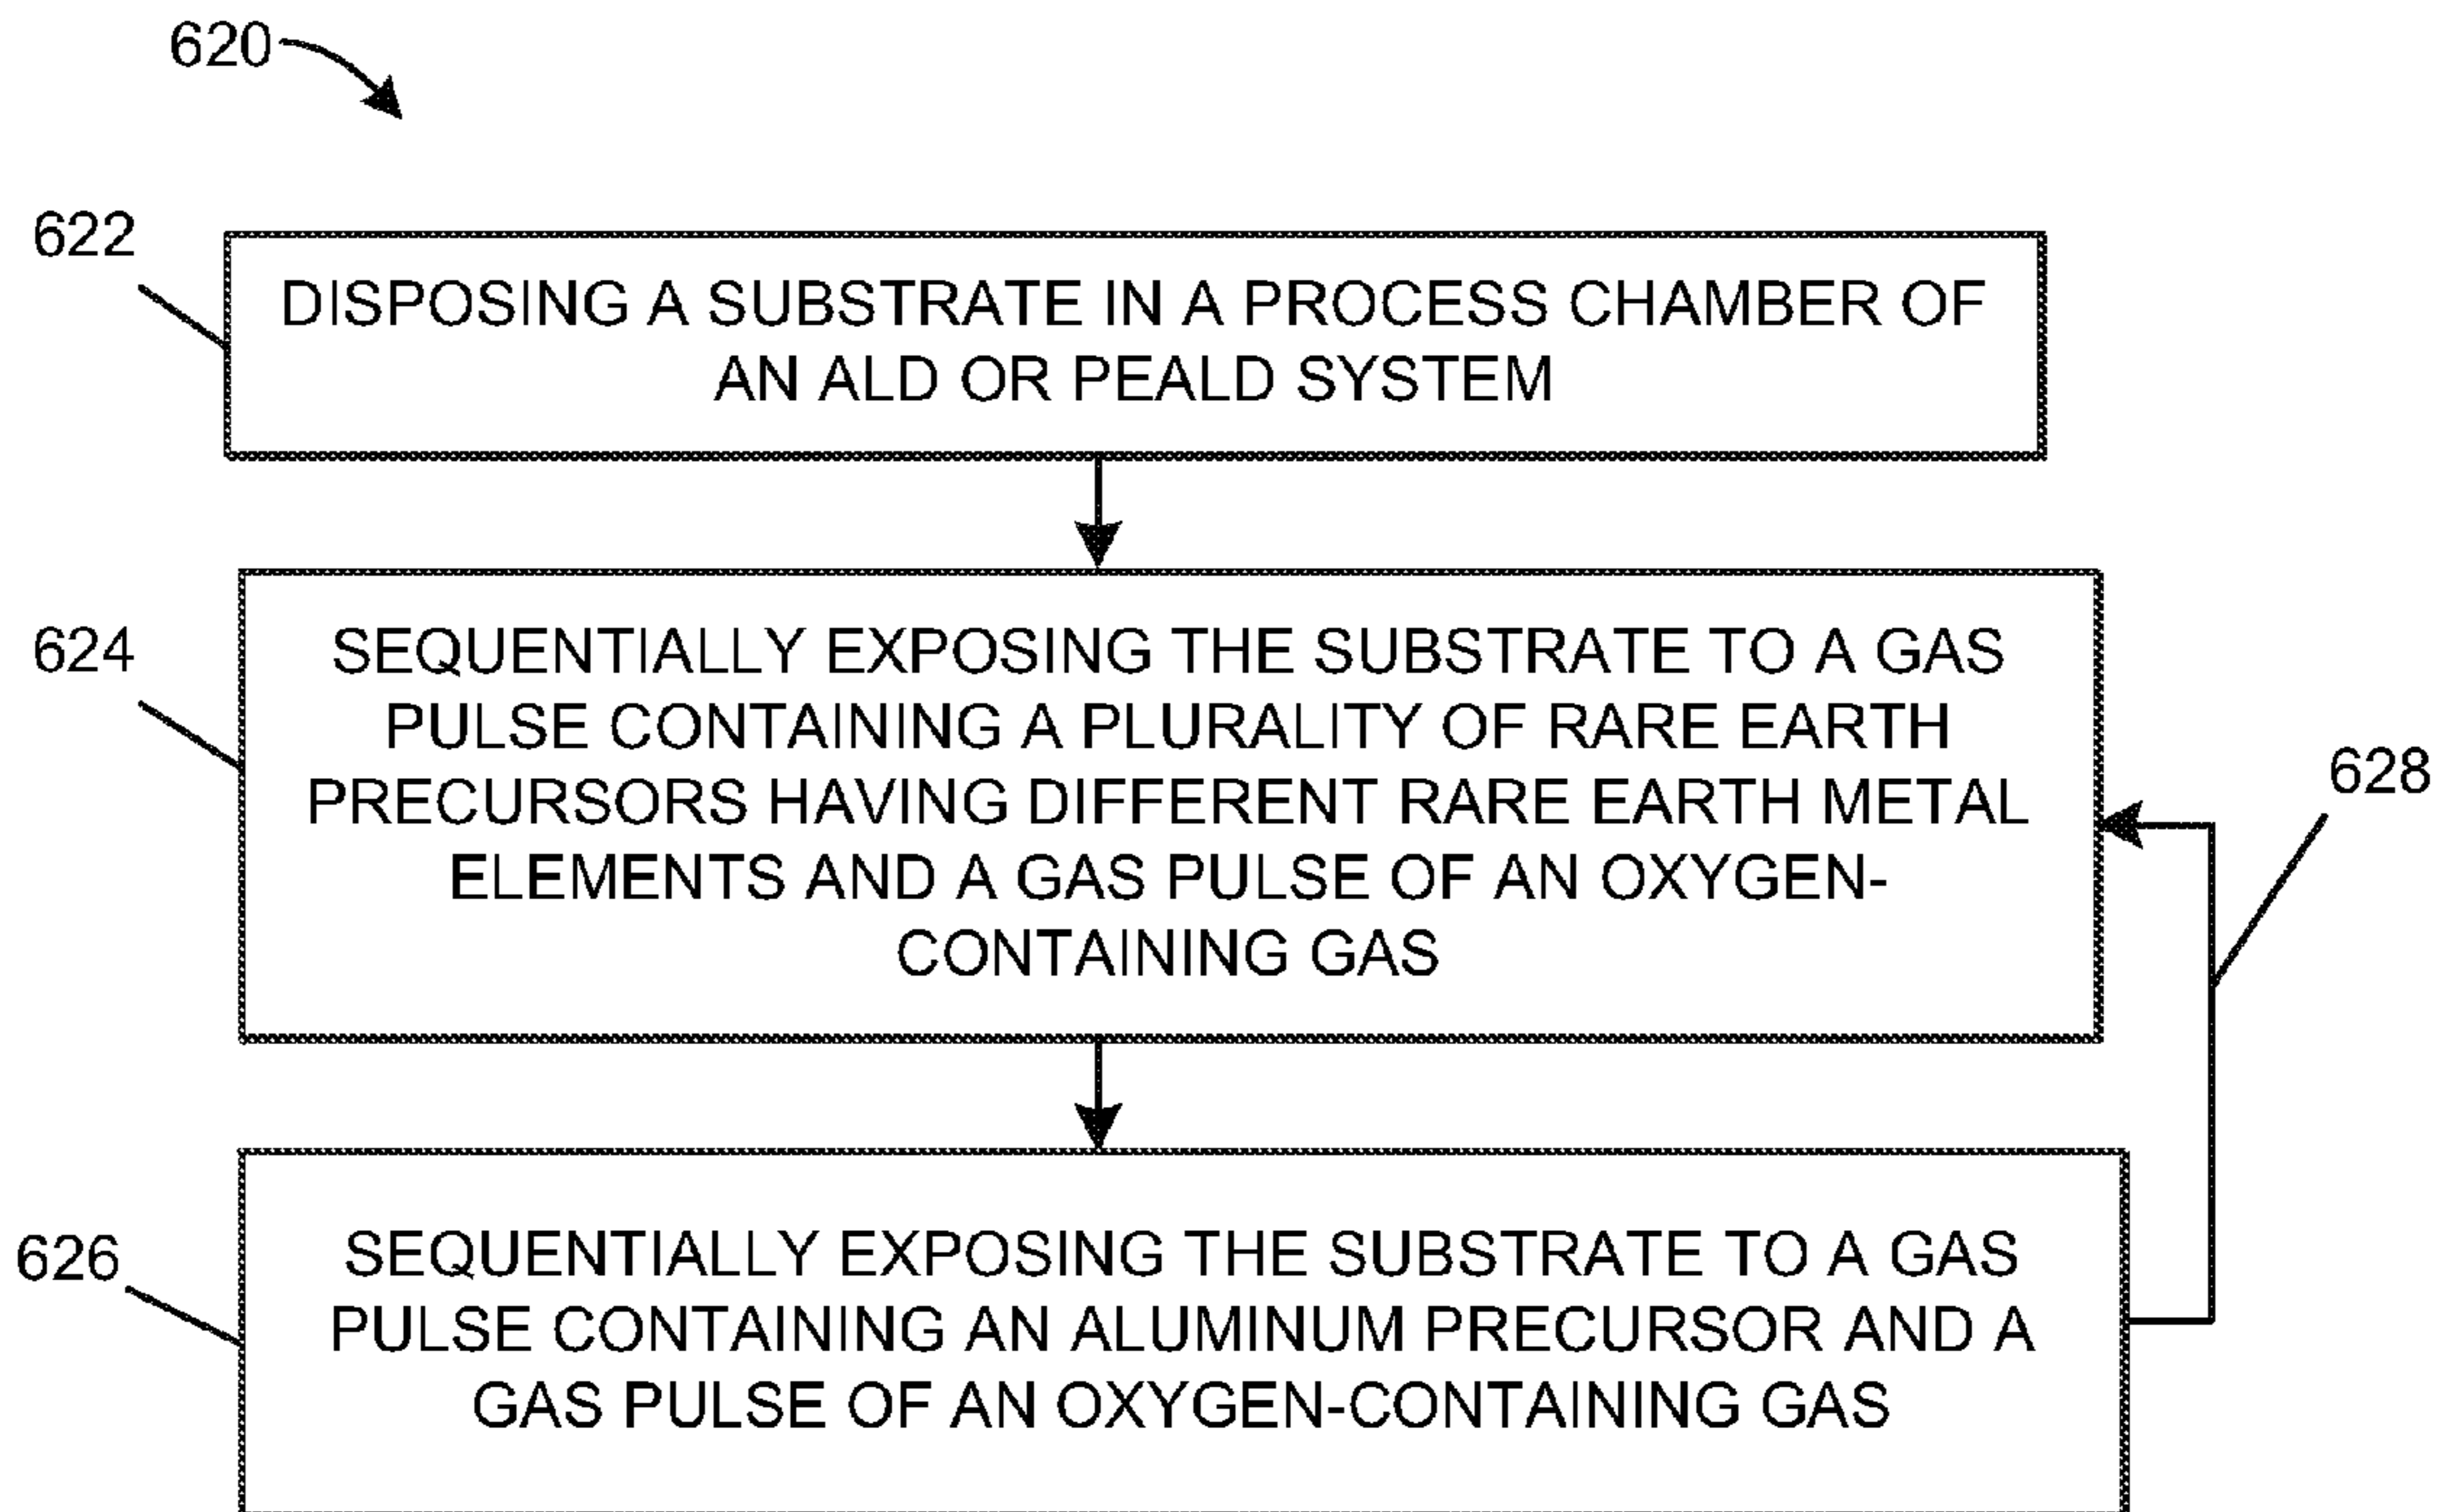 620
622
DISPOSING A SUBSTRATE IN A PROCESS CHAMBER OF
AN ALD OR PEALD SYSTEM
624
SEQUENTIALLY EXPOSING THE SUBSTRATE TO A GAS
PULSE CONTAINING A PLURALITY OF RARE EARTH
PRECURSORS HAVING DIFFERENT RARE EARTH METAL
ELEMENTS AND A GAS PULSE OF AN OXYGEN-
CONTAINING GAS
628
626
SEQUENTIALLY EXPOSING THE SUBSTRATE TO A GAS
PULSE CONTAINING AN ALUMINUM PRECURSOR AND A
GAS PULSE OF AN OXYGEN-CONTAINING GAS